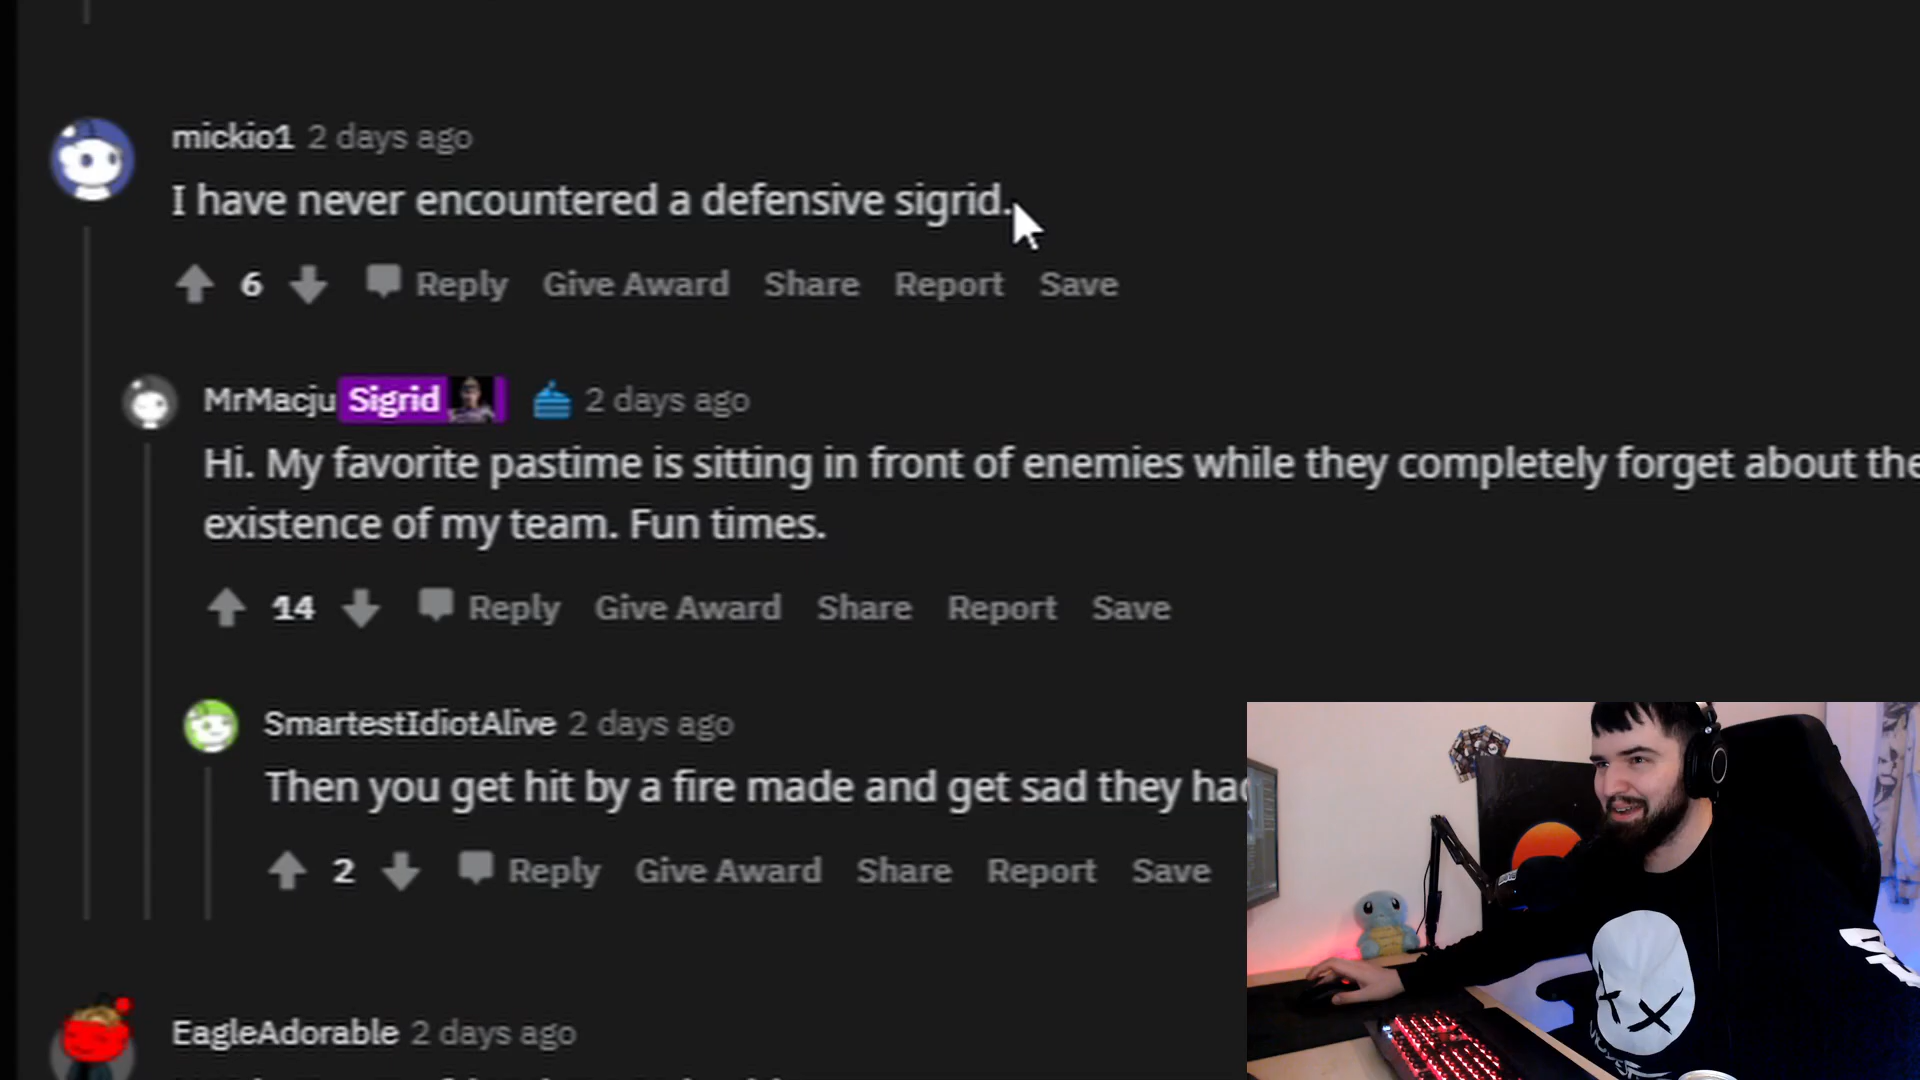 mickio1 2 days ago
I have never encountered a defensive sigrid.
6 Reply Give Award Share Report Save
MrMacju Sigrid 2 days ago
Hi. My favorite pastime is sitting in front of enemies while they completely forget about the
existence of my team. Fun times.
14 Reply Give Award Share Report Save
SmartestIdiotAlive 2 days ago
Then you get hit by a fire made and get sad they
2 Reply Give Award Share Report Save
EagleAdorable 2 days ago